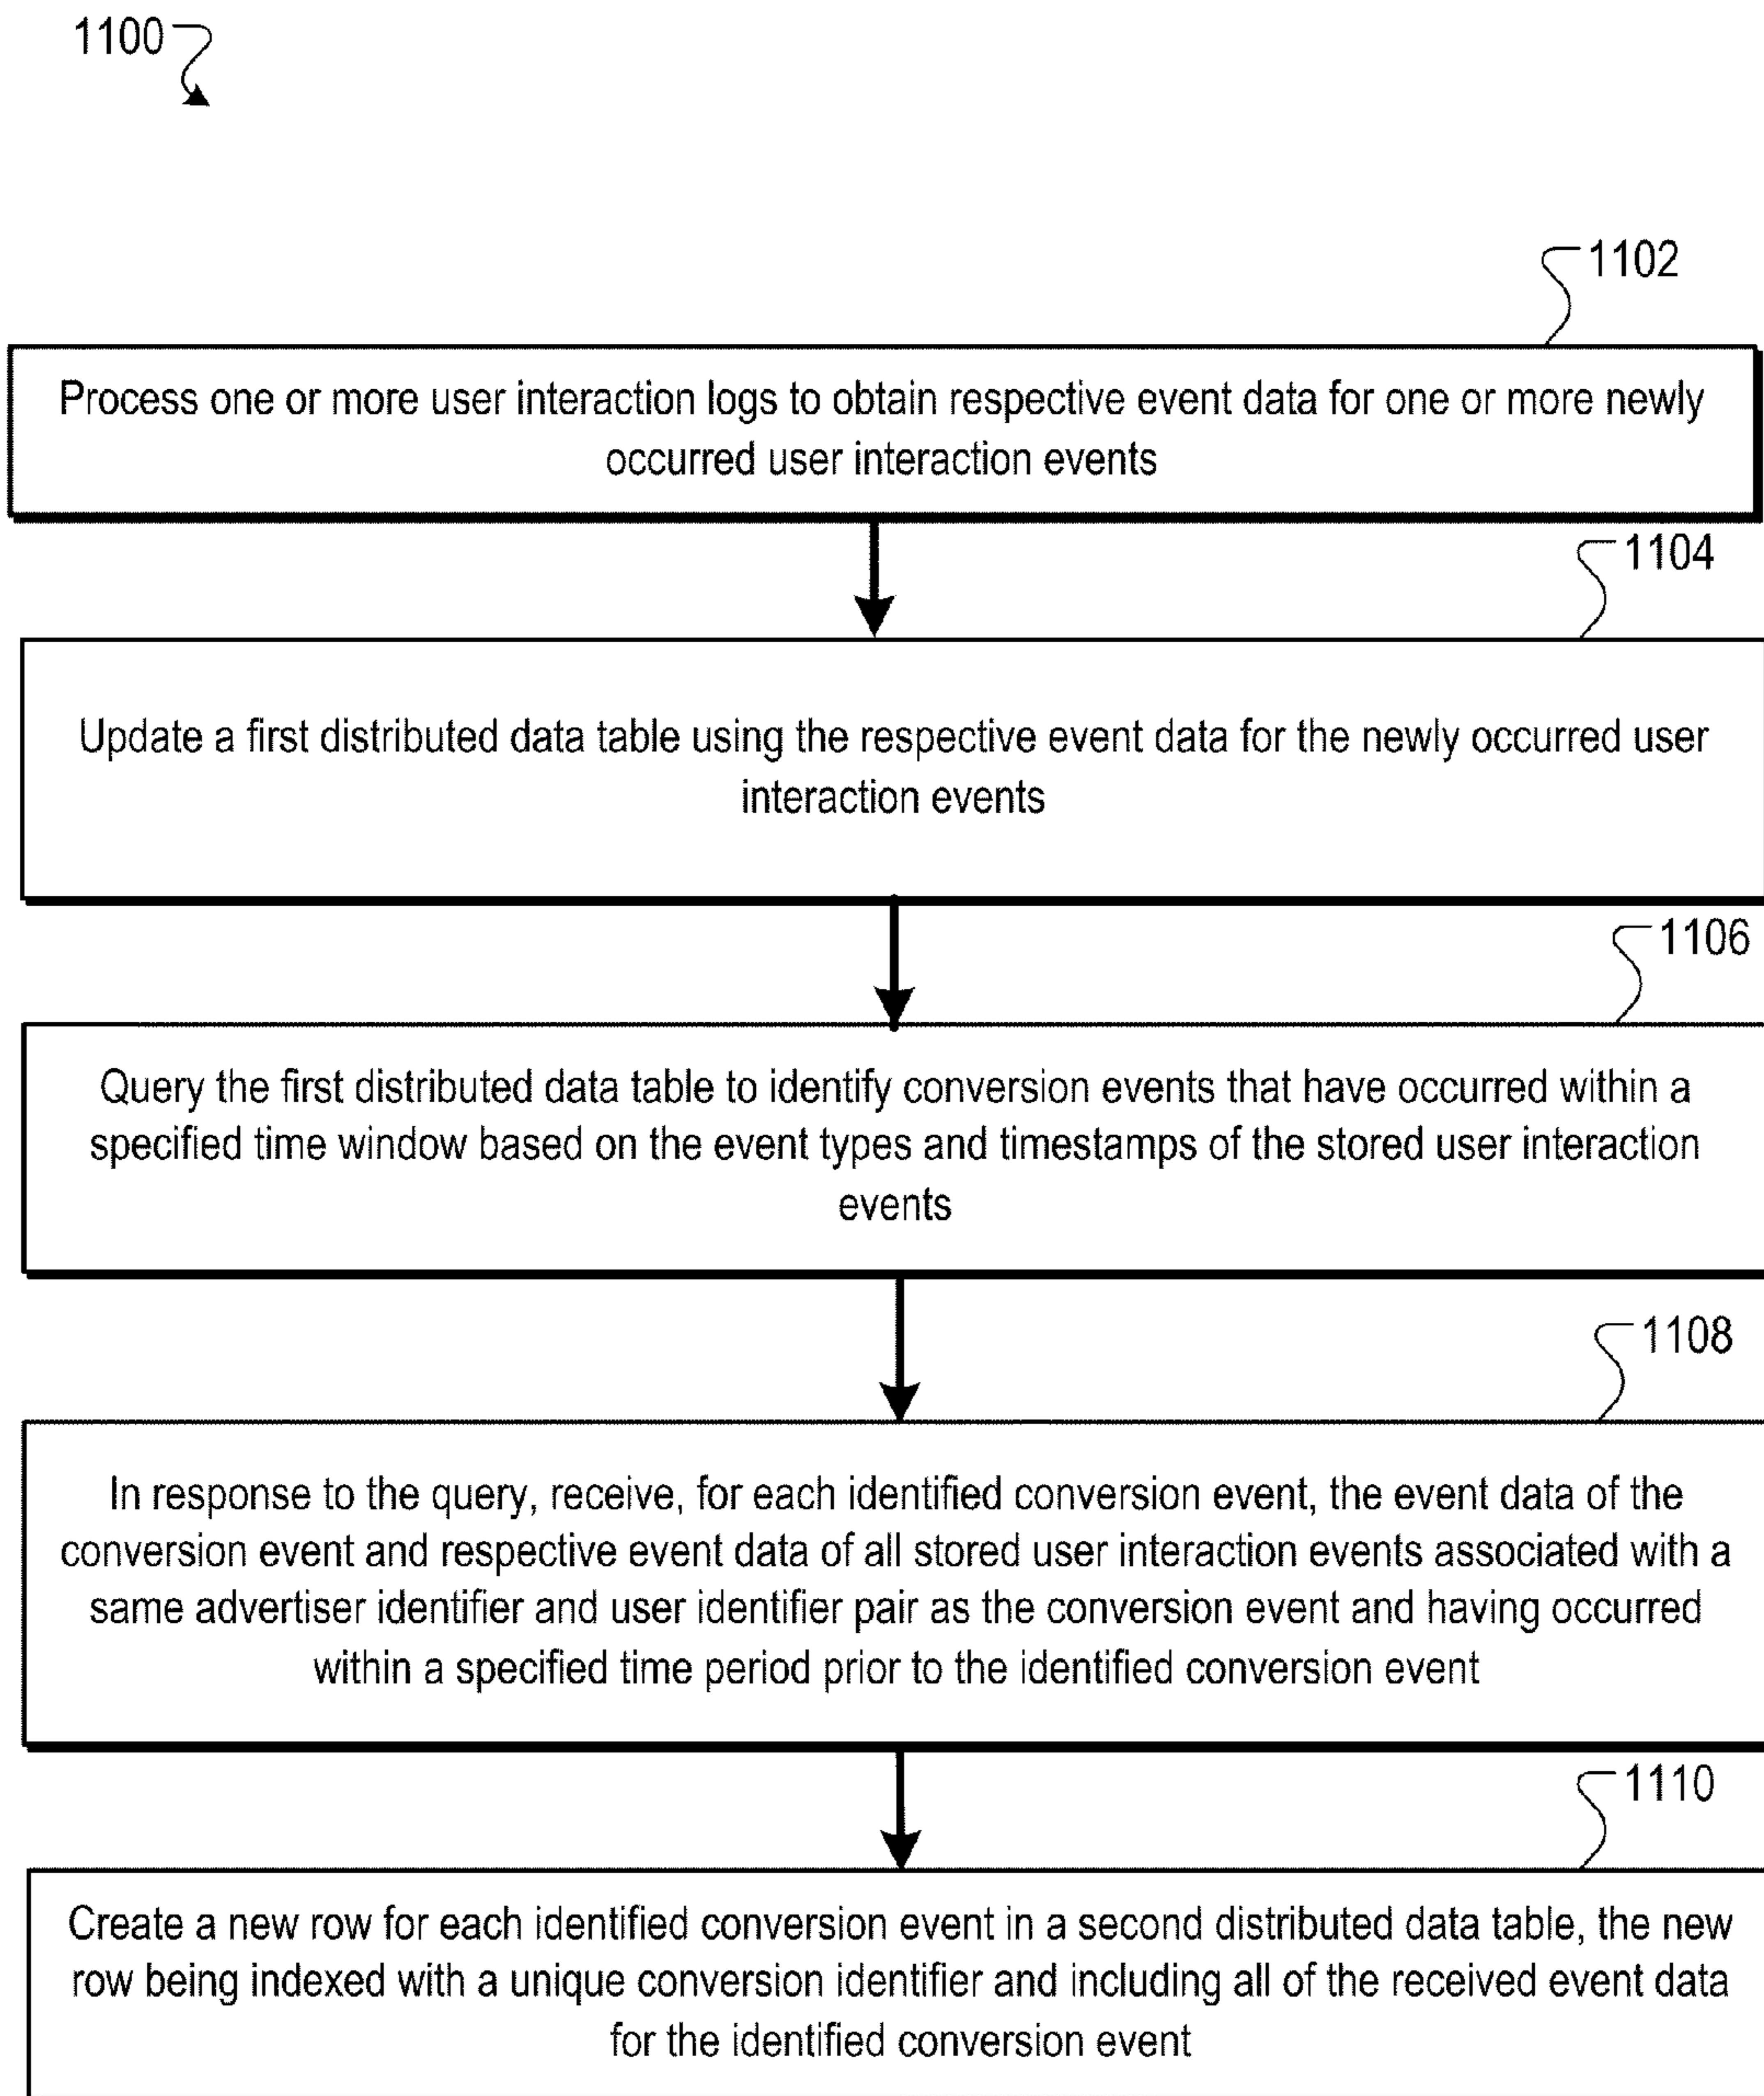 1100
1102
Process one or more user interaction logs to obtain respective event data for one or more newly
occurred user interaction events
1104
Update a first distributed data table using the respective event data for the newly occurred user
interaction events
1106
Query the first distributed data table to identify conversion events that have occurred within a
specified time window based on the event types and timestamps of the stored user interaction
events
1108
In response to the query, receive, for each identified conversion event, the event data of the
conversion event and respective event data of all stored user interaction events associated with a
same advertiser identifier and user identifier pair as the conversion event and having occurred
within a specified time period prior to the identified conversion event
1110
Create a new row for each identified conversion event in a second distributed data table, the new
row being indexed with a unique conversion identifier and including all of the received event data
for the identified conversion event